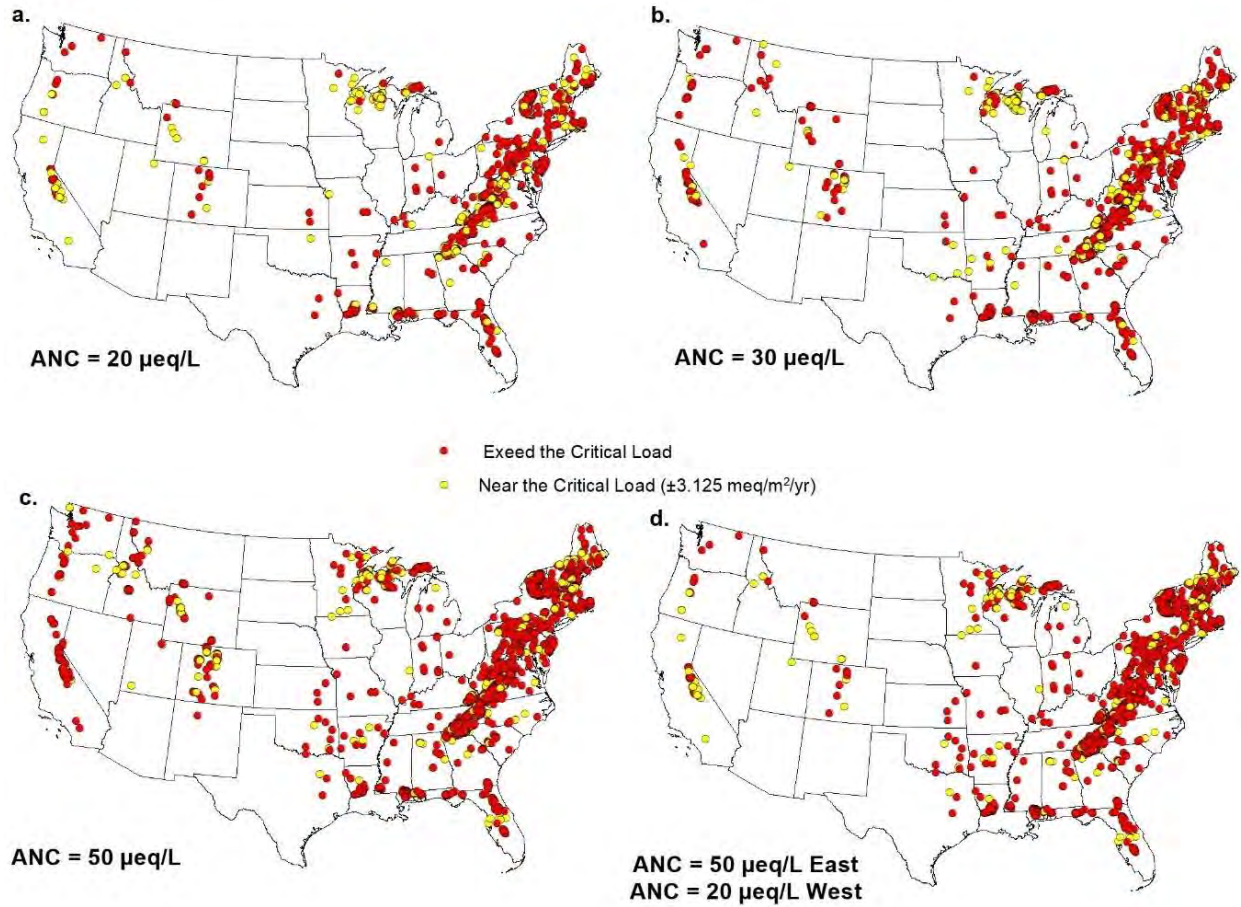 a.
b.
ANC = 20 µeq/L
ANC = 30 µeq/L
Exeed the Critical Load
Near the Critical Load (±3.125 meq/m²/yr)
c.
d.
ANC = 50 µeq/L
ANC = 50 µeq/L East
ANC = 20 µeq/L West